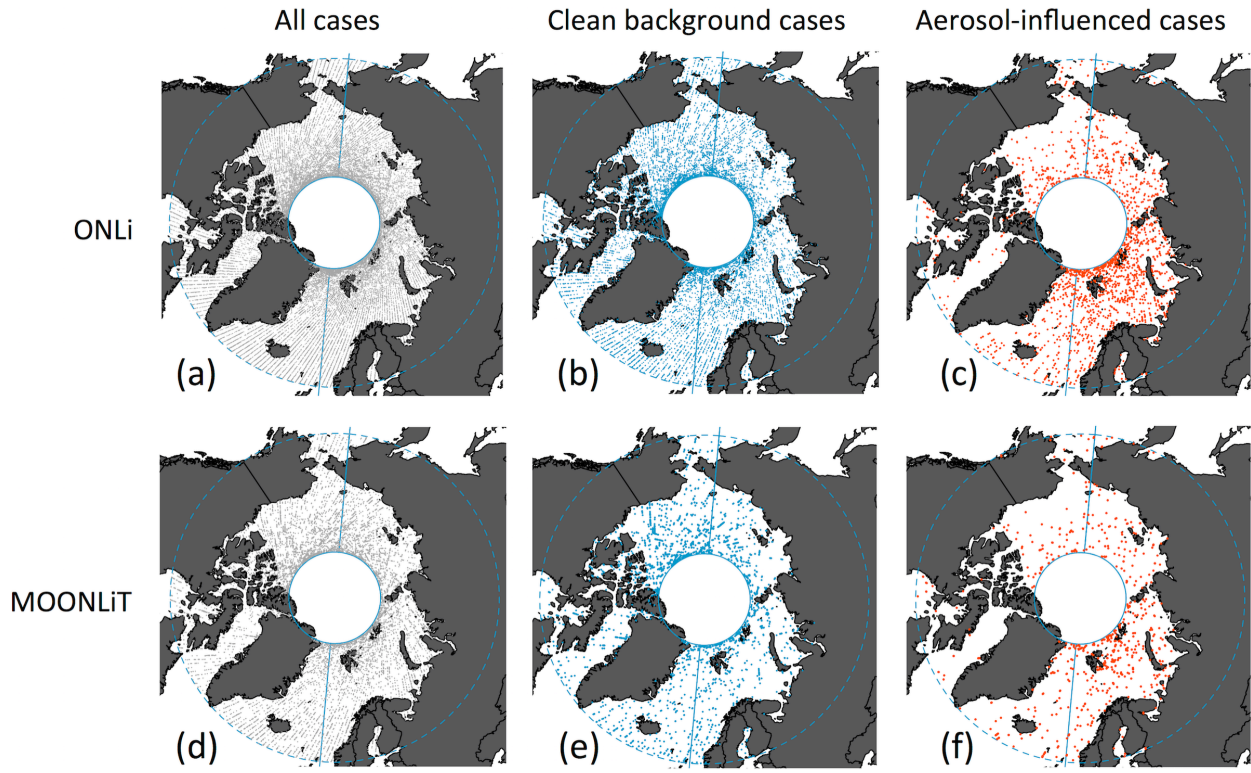 All cases
Clean background cases
Aerosol-influenced cases
ONLi
(a)
(b)
(c)
MOONLiT
(d)
(e)
(f)